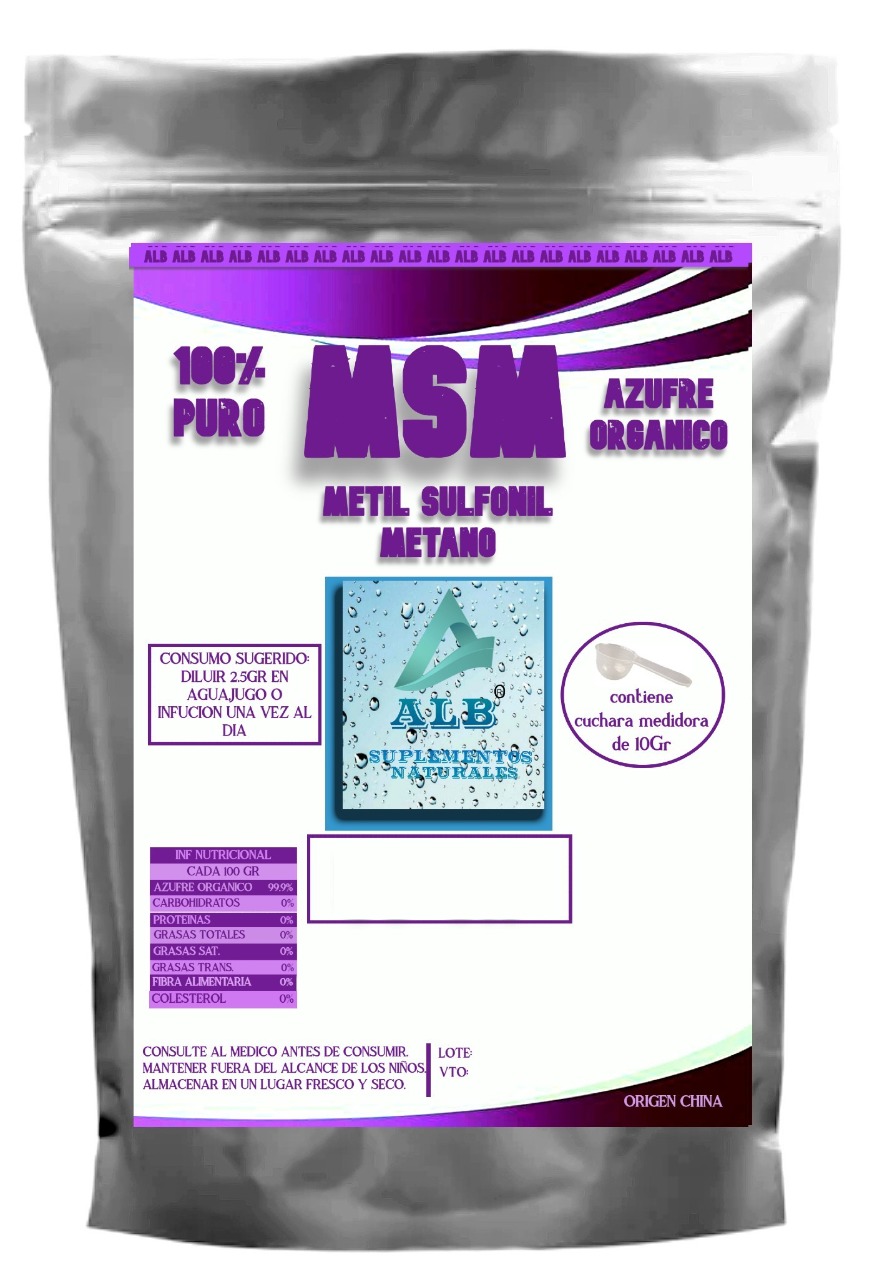 ALB ALB ALB ALB ALB ALB ALB ALB ALB ALB ALB ALB ALB ALB ALB ALB ALB ALB ALB ALB ALB
100%
PURO
MSM
AZUFRE
ORGANICO
METIL SULFONIL
METANO
ALB®
SUPLEMENTOS
NATURALES
CONSUMO SUGERIDO:
DILUIR 2.5GR EN
AGUAJUGO O
INFUCION UNA VEZ AL
DIA
contiene
cuchara medidora
de 10Gr
INF NUTRICIONAL
CADA 100 GR
AZUFRE ORGANICO 99.9%
CARBOHIDRATOS 0%
PROTEINAS 0%
GRASAS TOTALES 0%
GRASAS SAT. 0%
GRASAS TRANS. 0%
FIBRA ALIMENTARIA 0%
COLESTEROL 0%
CONSULTE AL MEDICO ANTES DE CONSUMIR.
MANTENER FUERA DEL ALCANCE DE LOS NIÑOS.
ALMACENAR EN UN LUGAR FRESCO Y SECO.
LOTE:
VTO:
ORIGEN CHINA